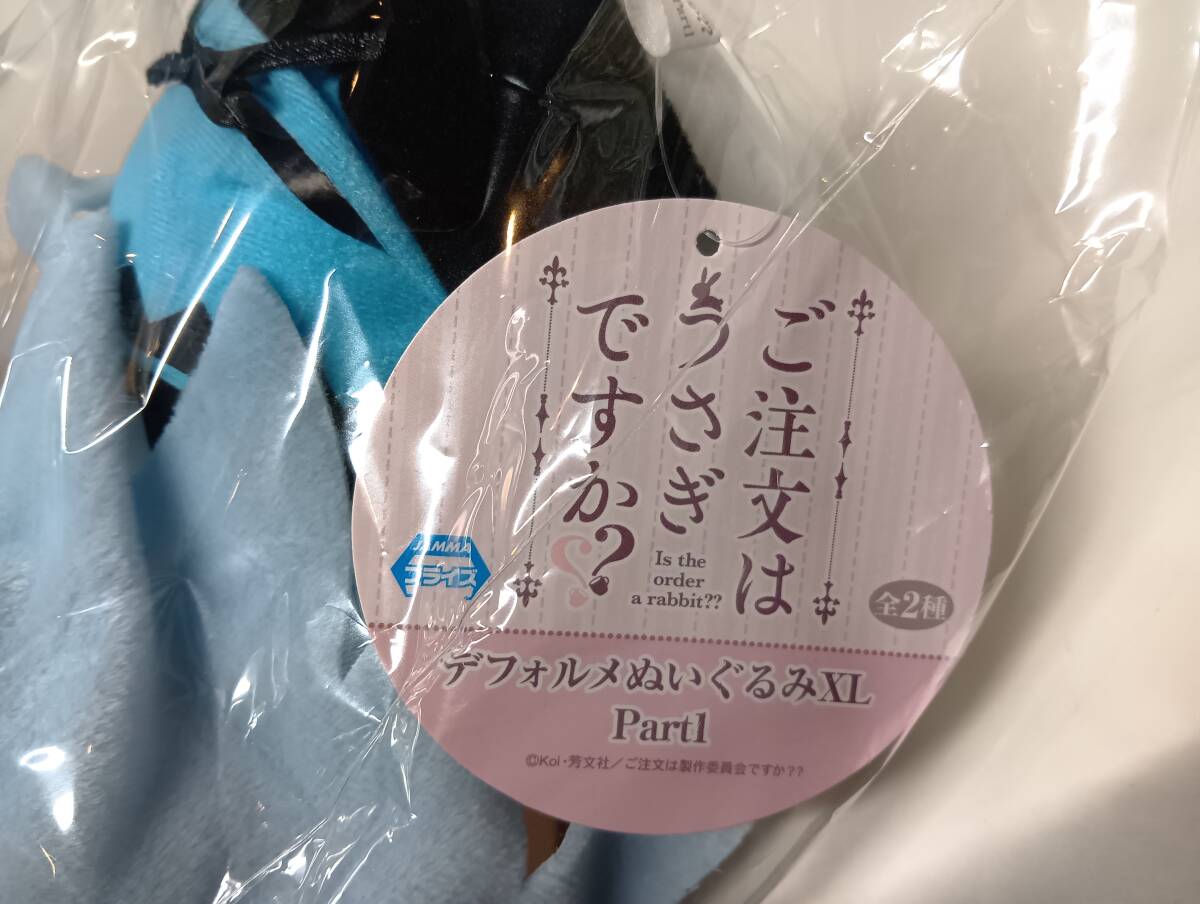 ご注文は
うさぎ
ですか?
Is the
order
a rabbit??
JAMMA
プライズ
全2種
デフォルメぬいぐるみXL
Part1
©Koi・芳文社／ご注文は製作委員会ですか??